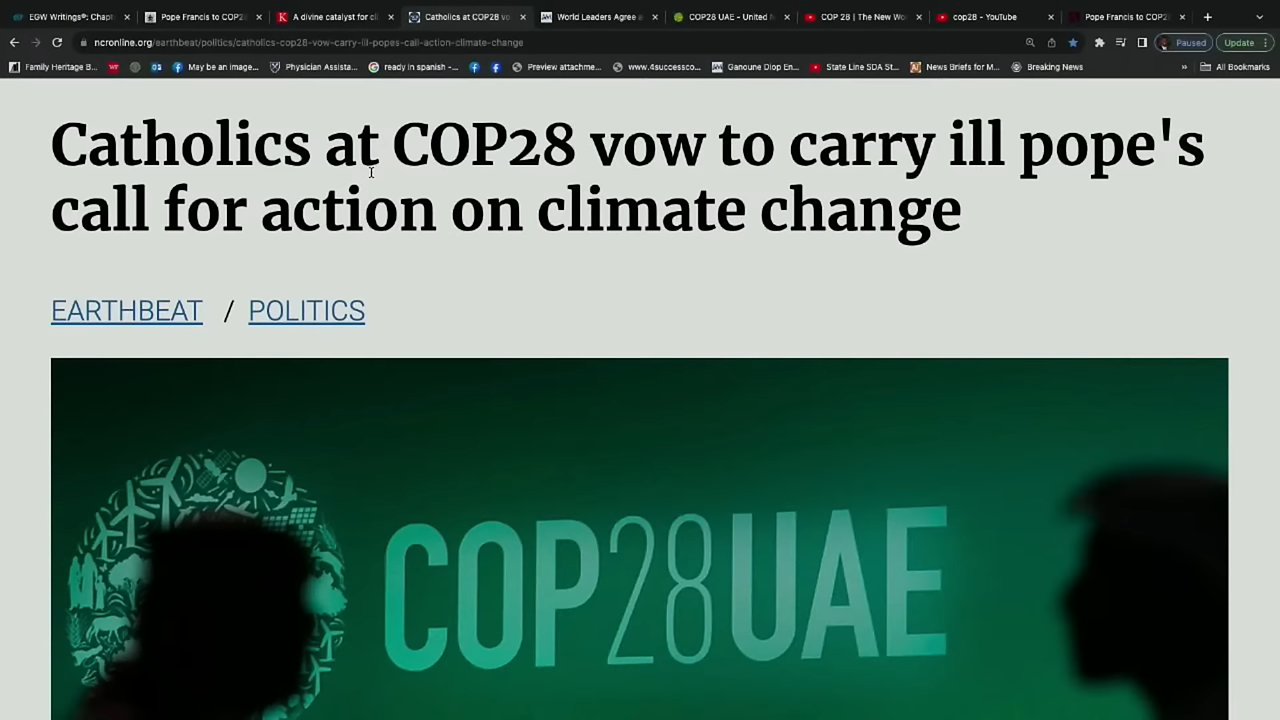 EGW Writings®: Chapt
Pope Francis to COP
A divine catalyst for cl
Catholics at COP28 vo
World Leaders Agree
COP28 UAE - United N
COP 28 | The New Wo
cop28 - YouTube
Pope Francis to COP2
ncronline.org/earthbeat/politics/catholics-cop28-vow-carry-ill-popes-call-action-climate-change
Paused
Update
Family Heritage B...
May be an image...
Physician Assista...
ready in spanish -...
Preview attachme...
www.4successco...
Ganoune Diop En...
State Line SDA St...
News Briefs for M...
Breaking News
»
All Bookmarks
Catholics at COP28 vow to carry ill pope's
call for action on climate change
EARTHBEAT / POLITICS
COP28UAE